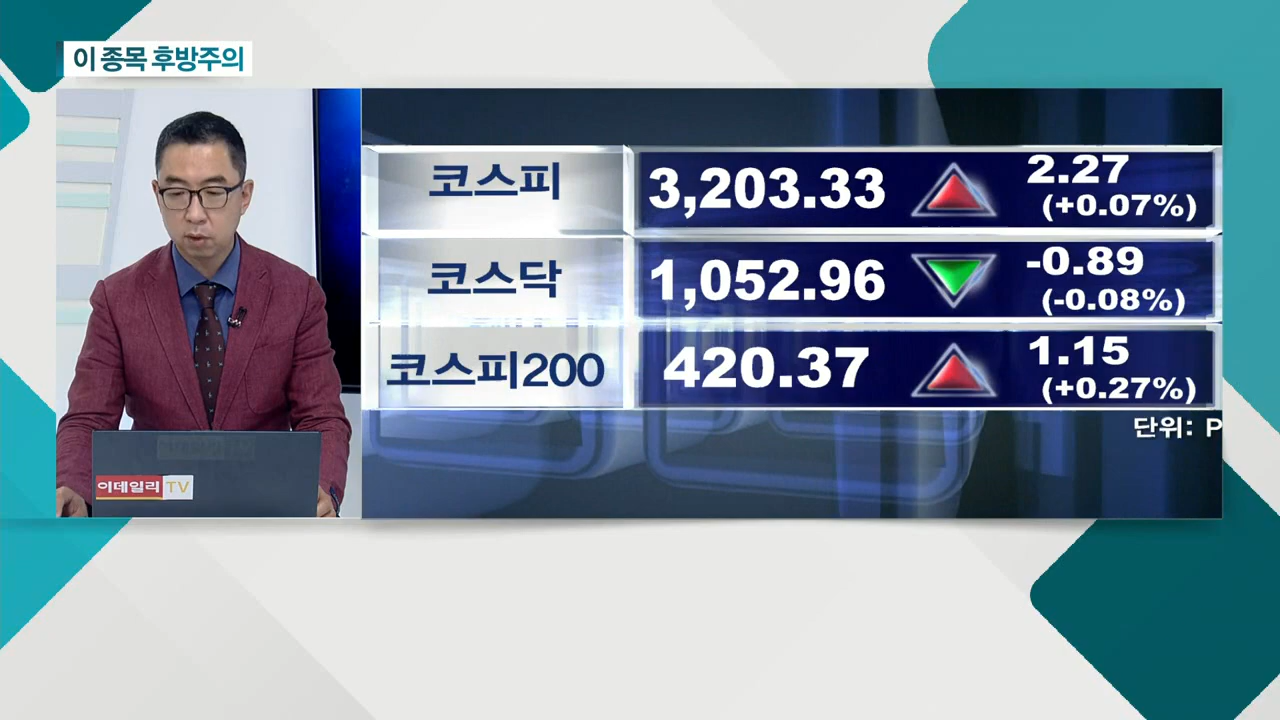 이 종목 후방주의
코스피 3,203.33 2.27 (+0.07%)
코스닥 1,052.96 -0.89 (-0.08%)
코스피200 420.37 1.15 (+0.27%)
단위: P
이데일리TV